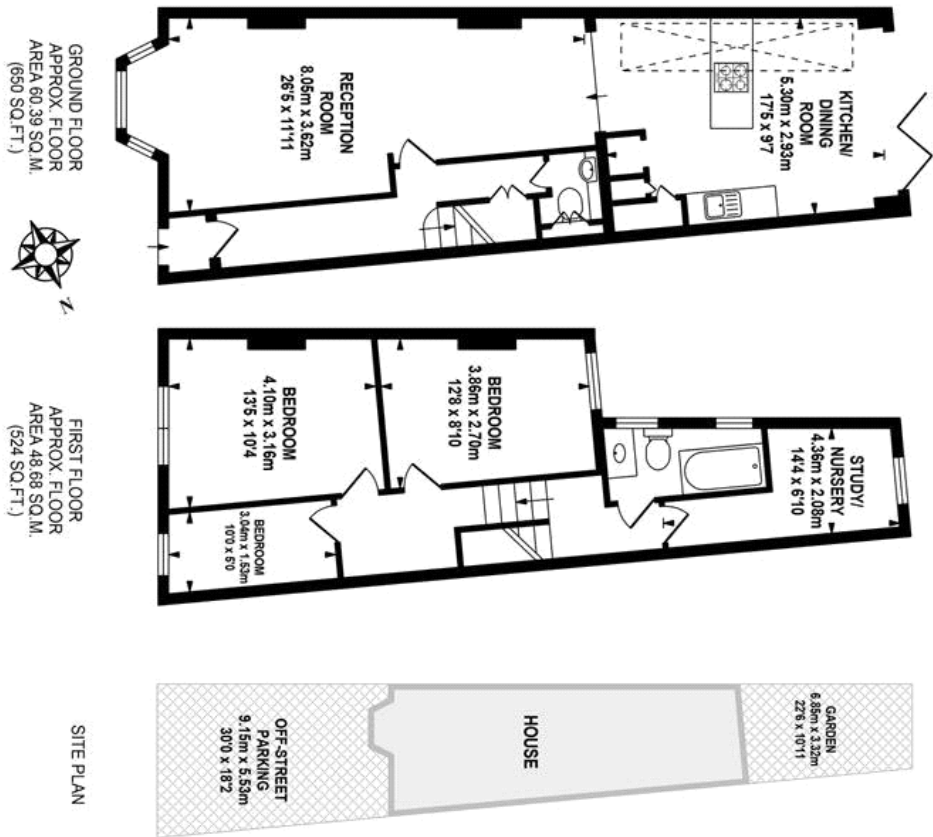 KITCHEN/
DINING
ROOM
5.30m x 2.93m
17'5 x 9'7
RECEPTION
ROOM
8.05m x 3.62m
26'5 x 11'11
GROUND FLOOR
APPROX. FLOOR
AREA 60.39 SQ.M.
(650 SQ.FT.)
N
STUDY/
NURSERY
4.36m x 2.08m
14'4 x 6'10
BEDROOM
3.86m x 2.70m
12'8 x 8'10
BEDROOM
4.10m x 3.16m
13'5 x 10'4
BEDROOM
3.04m x 1.53m
10'0 x 5'0
FIRST FLOOR
APPROX. FLOOR
AREA 48.68 SQ.M.
(524 SQ.FT.)
GARDEN
6.85m x 3.32m
22'6 x 10'11
HOUSE
OFF-STREET
PARKING
9.15m x 5.53m
30'0 x 18'2
SITE PLAN